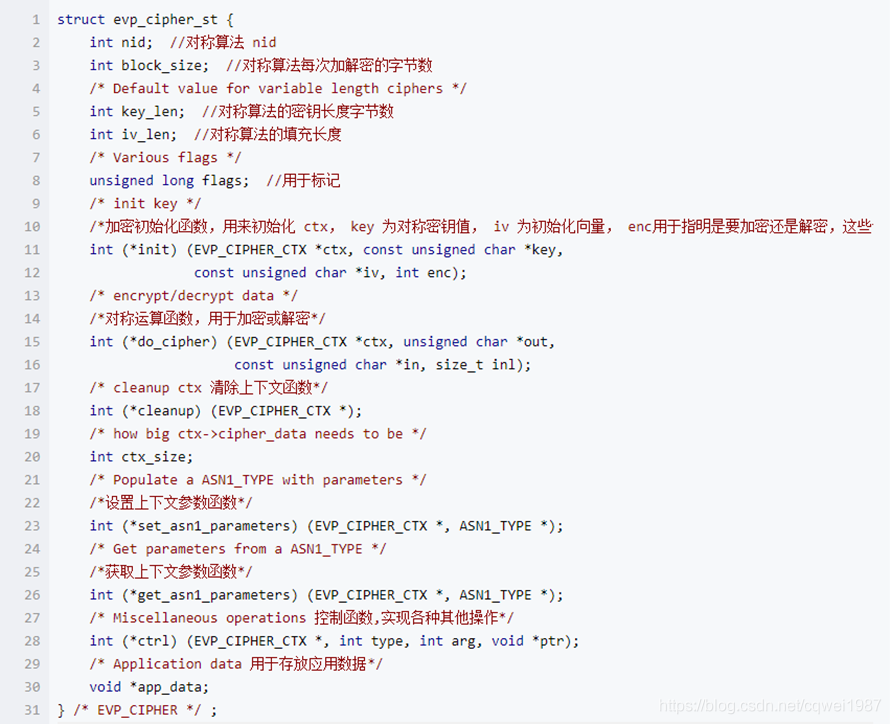 1 struct evp_cipher_st {
2 int nid;  //对称算法 nid
3 int block_size;  //对称算法每次加解密的字节数
4 /* Default value for variable length ciphers */
5 int key_len;  //对称算法的密钥长度字节数
6 int iv_len;  //对称算法的填充长度
7 /* Various flags */
8 unsigned long flags;  //用于标记
9 /* init key */
10 /*加密初始化函数，用来初始化 ctx， key 为对称密钥值， iv 为初始化向量， enc用于指明是要加密还是解密，这些
11 int (*init) (EVP_CIPHER_CTX *ctx, const unsigned char *key,
12 const unsigned char *iv, int enc);
13 /* encrypt/decrypt data */
14 /*对称运算函数，用于加密或解密*/
15 int (*do_cipher) (EVP_CIPHER_CTX *ctx, unsigned char *out,
16 const unsigned char *in, size_t inl);
17 /* cleanup ctx 清除上下文函数*/
18 int (*cleanup) (EVP_CIPHER_CTX *);
19 /* how big ctx->cipher_data needs to be */
20 int ctx_size;
21 /* Populate a ASN1_TYPE with parameters */
22 /*设置上下文参数函数*/
23 int (*set_asn1_parameters) (EVP_CIPHER_CTX *, ASN1_TYPE *);
24 /* Get parameters from a ASN1_TYPE */
25 /*获取上下文参数函数*/
26 int (*get_asn1_parameters) (EVP_CIPHER_CTX *, ASN1_TYPE *);
27 /* Miscellaneous operations 控制函数,实现各种其他操作*/
28 int (*ctrl) (EVP_CIPHER_CTX *, int type, int arg, void *ptr);
29 /* Application data 用于存放应用数据*/
30 void *app_data;
31 } /* EVP_CIPHER */ ;
https://blog.csdn.net/cqwei1987